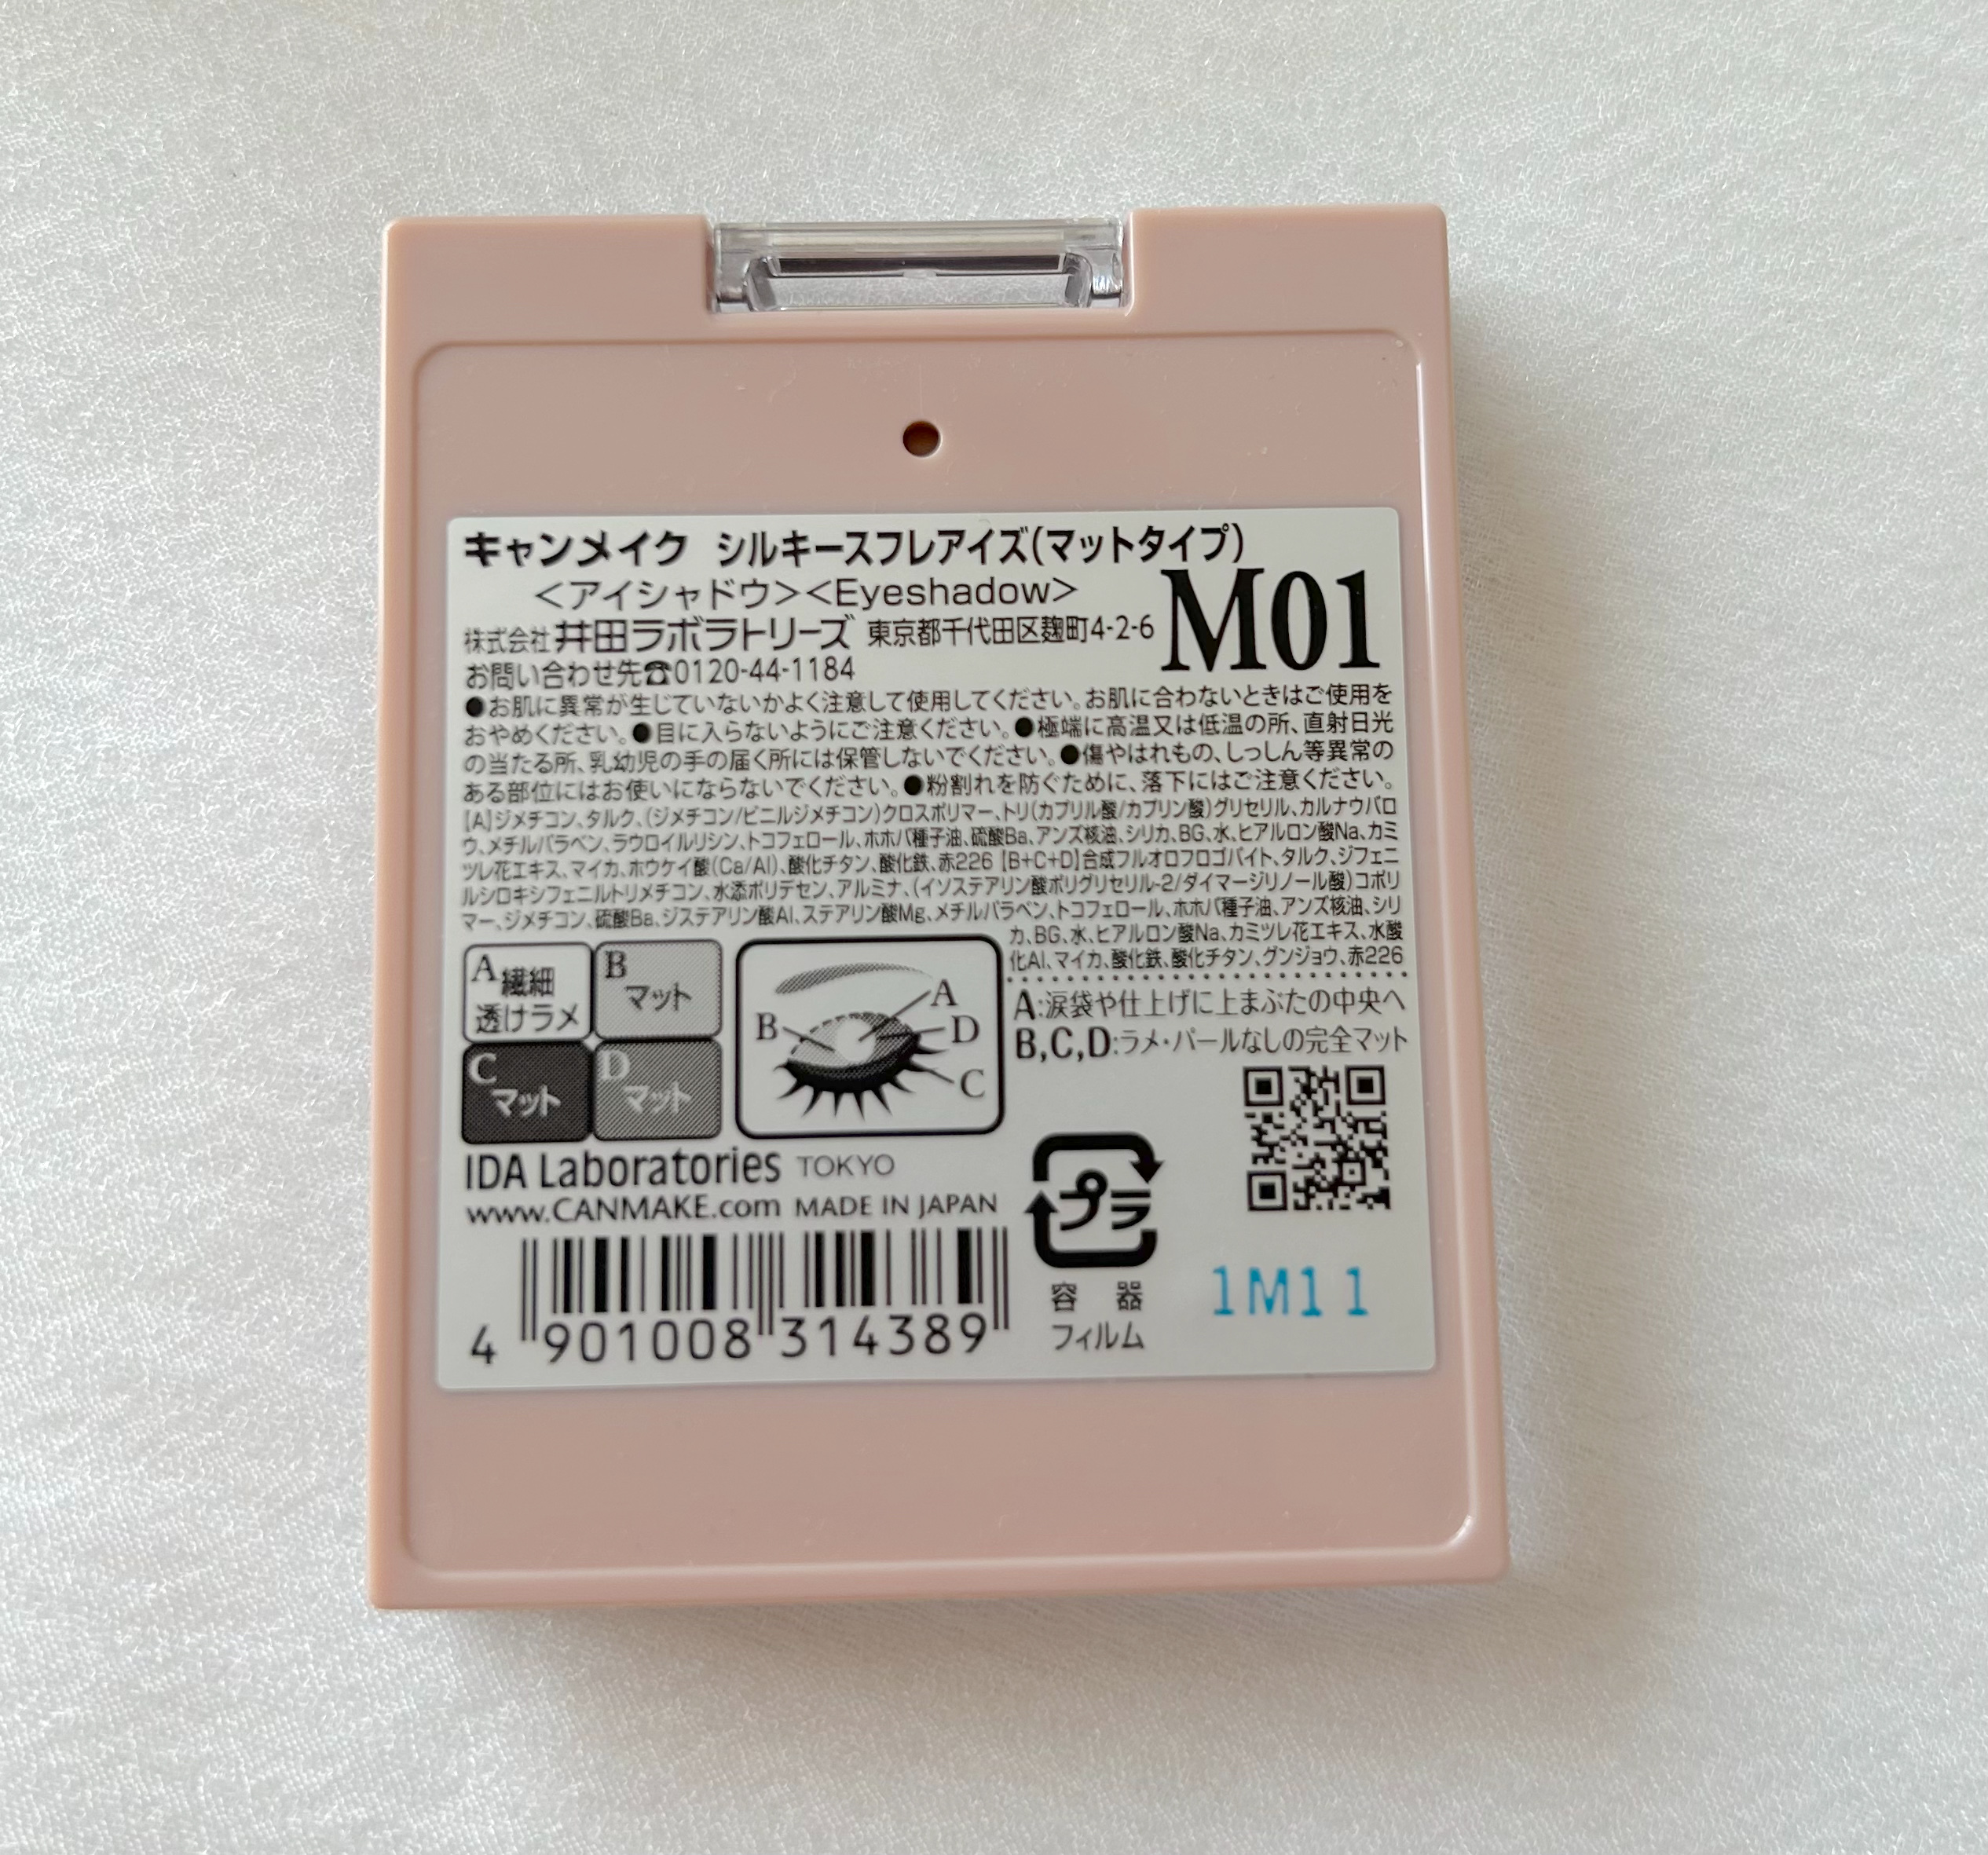 キャンメイク シルキースフレアイズ(マットタイプ)
<アイシャドウ><Eyeshadow>
M01
株式会社 井田ラボラトリーズ 東京都千代田区麹町4-2-6
お問い合わせ先☎0120-44-1184
●お肌に異常が生じていないかよく注意して使用してください。お肌に合わないときはご使用を
おやめください。●目に入らないようにご注意ください。●極端に高温又は低温の所、直射日光
の当たる所、乳幼児の手の届く所には保管しないでください。●傷やはれもの、しっしん等異常の
ある部位にはお使いにならないでください。●粉割れを防ぐために、落下にはご注意ください。
[A]ジメチコン、タルク、(ジメチコン/ビニルジメチコン)クロスポリマー、トリ(カプリル酸/カプリン酸)グリセリル、カルナウバロ
ウ、メチルパラベン、ラウロイルリシン、トコフェロール、ホホバ種子油、硫酸Ba、アンズ核油、シリカ、BG、水、ヒアルロン酸Na、カミ
ツレ花エキス、マイカ、ホウケイ酸(Ca/Al)、酸化チタン、酸化鉄、赤226 [B+C+D]合成フルオロフロゴパイト、タルク、ジフェニ
ルシロキシフェニルトリメチコン、水添ポリデセン、アルミナ、(イソステアリン酸ポリグリセリル-2/ダイマージリノール酸)コポリ
マー、ジメチコン、硫酸Ba、ジステアリン酸Al、ステアリン酸Mg、メチルパラベン、トコフェロール、ホホバ種子油、アンズ核油、シリ
カ、BG、水、ヒアルロン酸Na、カミツレ花エキス、水酸
化Al、マイカ、酸化鉄、酸化チタン、グンジョウ、赤226
A 繊細
透けラメ
B
マット
C
マット
D
マット
A
B
D
C
A:涙袋や仕上げに上まぶたの中央へ
B,C,D:ラメ・パールなしの完全マット
IDA Laboratories TOKYO
www.CANMAKE.com MADE IN JAPAN
4 901008 314389
プラ
容 器
フィルム
1M11